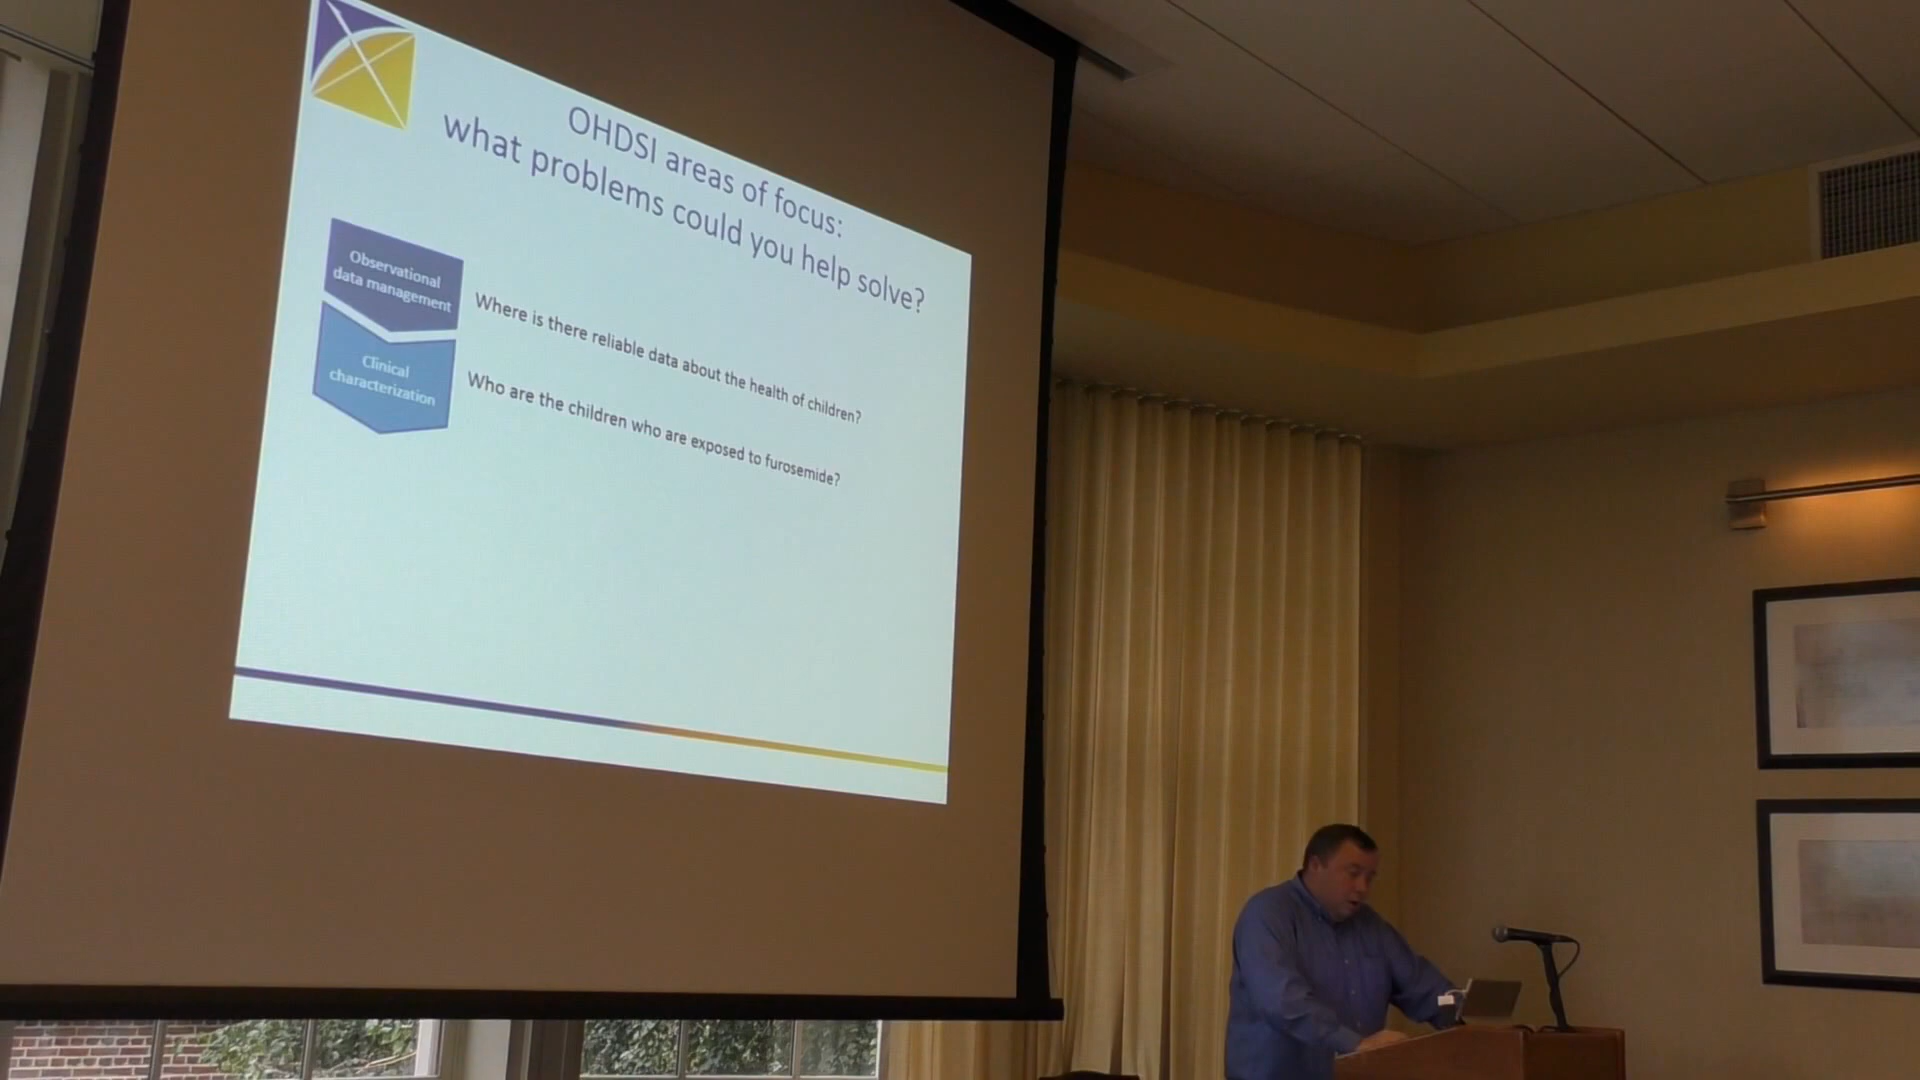 OHDSI areas of focus:
what problems could you help solve?
Observational
data management
Where is there reliable data about the health of children?
Clinical
characterization
Who are the children who are exposed to furosemide?